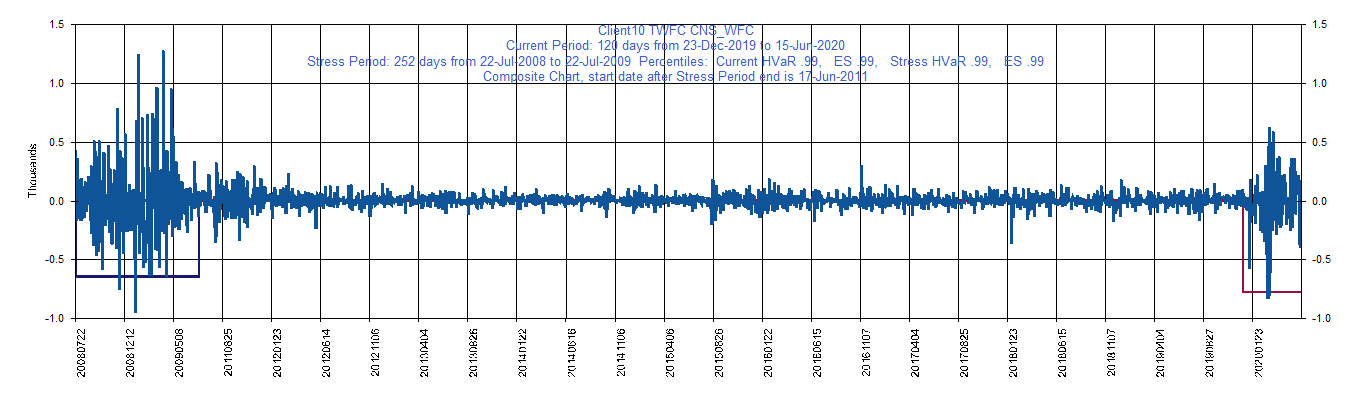 Client10 TWFC CNS_WFC
Current Period: 120 days from 23-Dec-2019 to 15-Jun-2020
Stress Period: 252 days from 22-Jul-2008 to 22-Jul-2009 Percentiles: Current HVaR .99, ES .99, Stress HVaR .99, ES .99
Composite Chart, start date after Stress Period end is 17-Jun-2011
1.5 1.5
1.0 1.0
0.5 0.5
Thousands
0.0 0.0
-0.5 -0.5
-1.0 -1.0
20080722 20081212 20090508 20110825 20120123 20120614 20121106 20130404 20130826 20140122 20140616 20141106 20150406 20150826 20160122 20160615 20161107 20170404 20170825 20180123 20180615 20181107 20190404 20190827 20200123